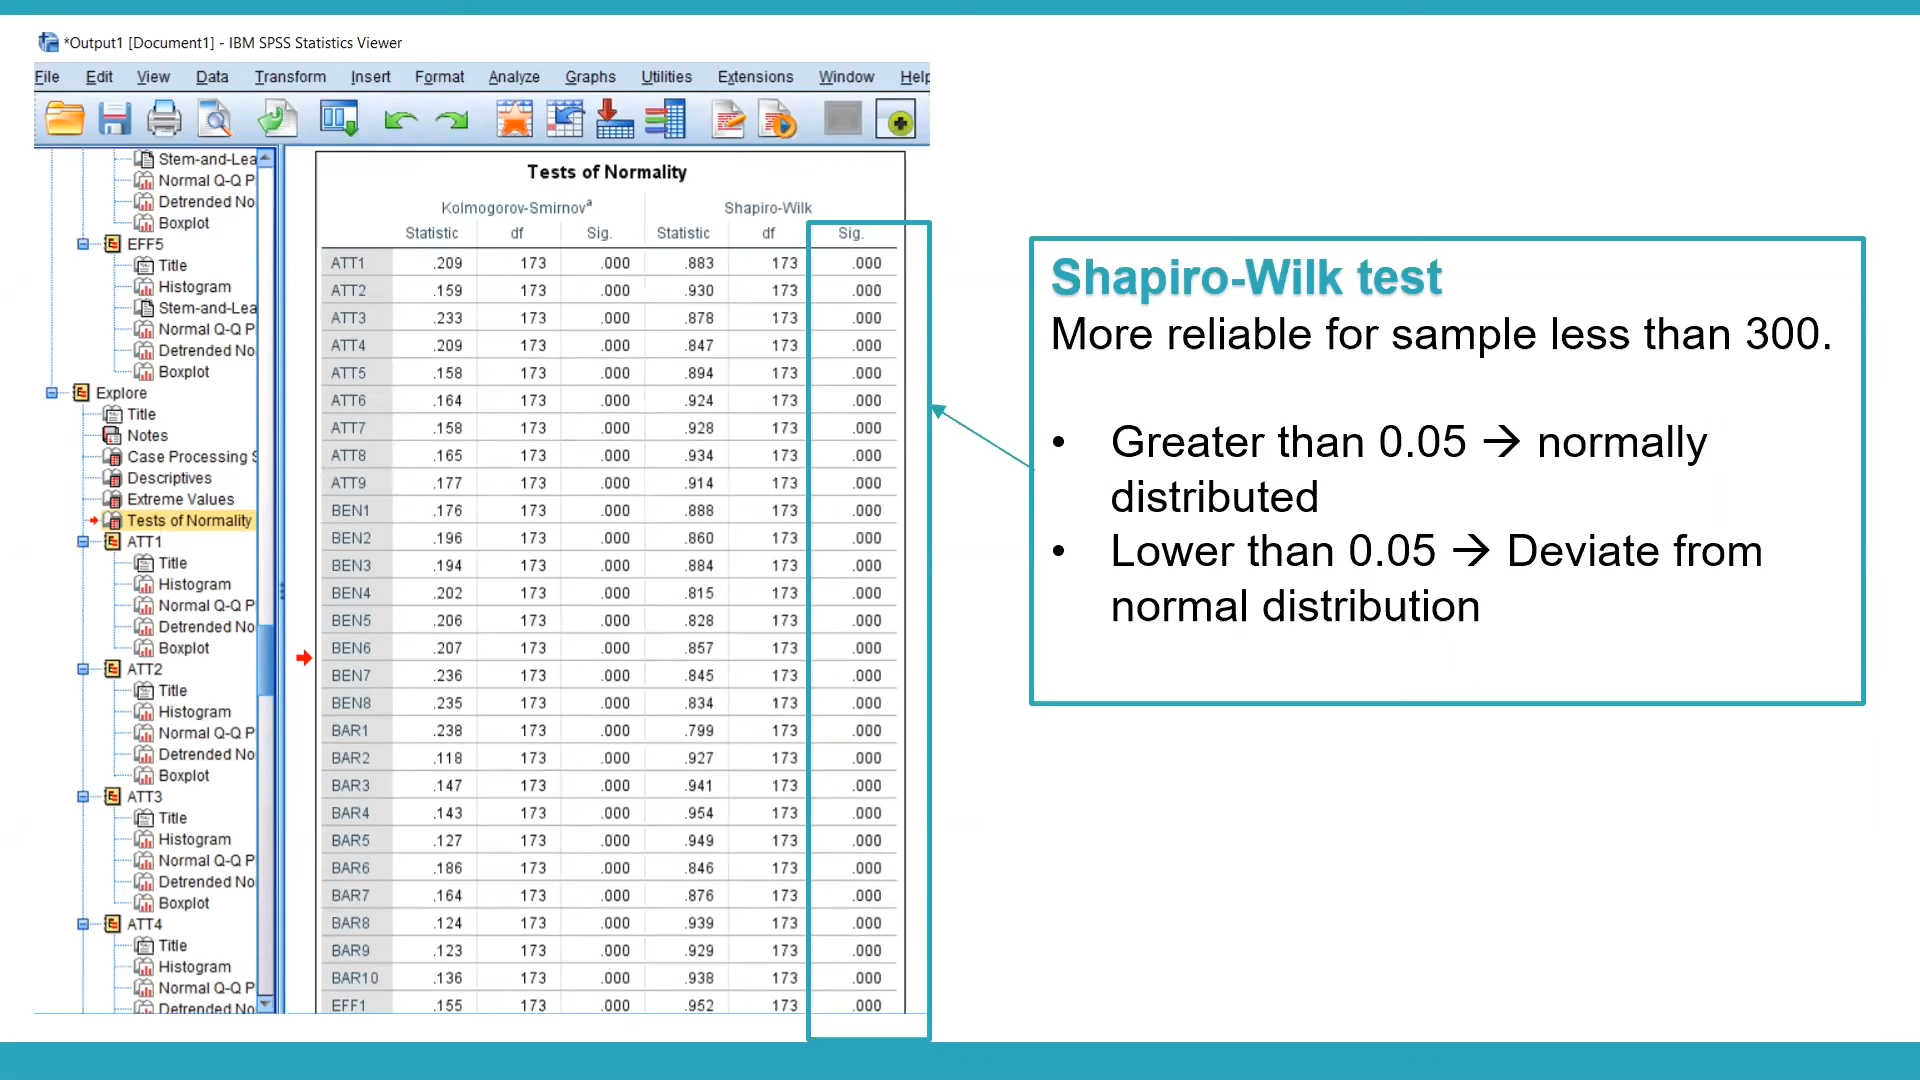 *Output1 [Document1] - IBM SPSS Statistics Viewer
File Edit View Data Transform Insert Format Analyze Graphs Utilities Extensions Window Help
Stem-and-Lea
Normal Q-Q P
Detrended No
Boxplot
EFF5
Title
Histogram
Stem-and-Lea
Normal Q-Q P
Detrended No
Boxplot
Explore
Title
Notes
Case Processing S
Descriptives
Extreme Values
Tests of Normality
ATT1
Title
Histogram
Normal Q-Q P
Detrended No
Boxplot
ATT2
Title
Histogram
Normal Q-Q P
Detrended No
Boxplot
ATT3
Title
Histogram
Normal Q-Q P
Detrended No
Boxplot
ATT4
Title
Histogram
Normal Q-Q P
Detrended No
Tests of Normality
Kolmogorov-Smirnovᵃ Shapiro-Wilk
Statistic df Sig. Statistic df Sig.
ATT1 .209 173 .000 .883 173 .000
ATT2 .159 173 .000 .930 173 .000
ATT3 .233 173 .000 .878 173 .000
ATT4 .209 173 .000 .847 173 .000
ATT5 .158 173 .000 .894 173 .000
ATT6 .164 173 .000 .924 173 .000
ATT7 .158 173 .000 .928 173 .000
ATT8 .165 173 .000 .934 173 .000
ATT9 .177 173 .000 .914 173 .000
BEN1 .176 173 .000 .888 173 .000
BEN2 .196 173 .000 .860 173 .000
BEN3 .194 173 .000 .884 173 .000
BEN4 .202 173 .000 .815 173 .000
BEN5 .206 173 .000 .828 173 .000
BEN6 .207 173 .000 .857 173 .000
BEN7 .236 173 .000 .845 173 .000
BEN8 .235 173 .000 .834 173 .000
BAR1 .238 173 .000 .799 173 .000
BAR2 .118 173 .000 .927 173 .000
BAR3 .147 173 .000 .941 173 .000
BAR4 .143 173 .000 .954 173 .000
BAR5 .127 173 .000 .949 173 .000
BAR6 .186 173 .000 .846 173 .000
BAR7 .164 173 .000 .876 173 .000
BAR8 .124 173 .000 .939 173 .000
BAR9 .123 173 .000 .929 173 .000
BAR10 .136 173 .000 .938 173 .000
EFF1 .155 173 .000 .952 173 .000
Shapiro-Wilk test
More reliable for sample less than 300.
• Greater than 0.05 → normally
distributed
• Lower than 0.05 → Deviate from
normal distribution